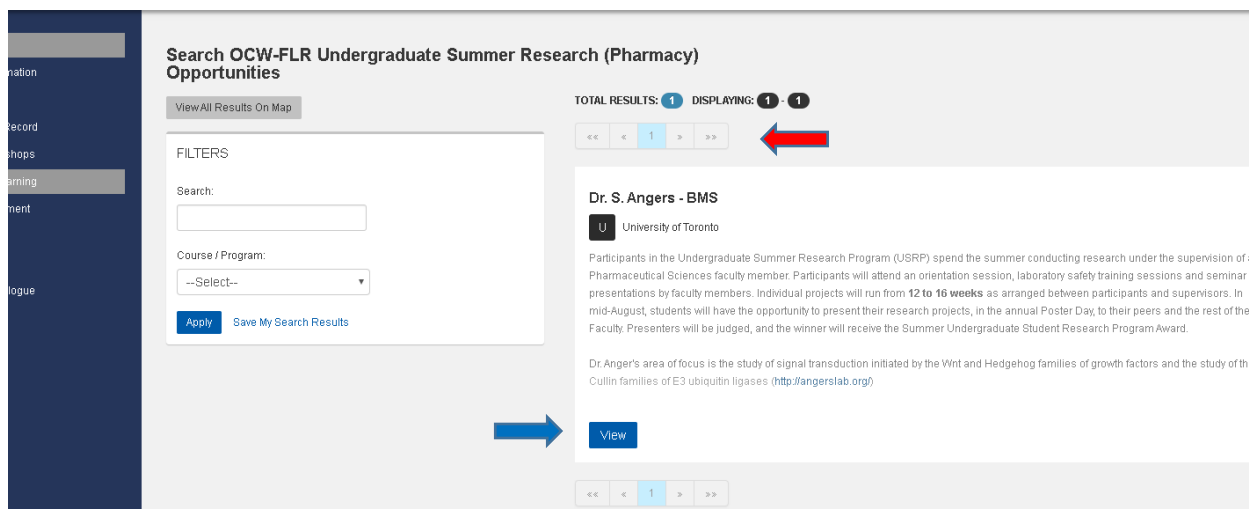 mation
Record
shops
arning
ment
logue
Search OCW-FLR Undergraduate Summer Research (Pharmacy)
Opportunities
View All Results On Map
FILTERS
Search:
Course / Program:
--Select--
Apply Save My Search Results
TOTAL RESULTS: 1 DISPLAYING: 1 - 1
«« « 1 » »»
Dr. S. Angers - BMS
U University of Toronto
Participants in the Undergraduate Summer Research Program (USRP) spend the summer conducting research under the supervision of a
Pharmaceutical Sciences faculty member. Participants will attend an orientation session, laboratory safety training sessions and seminar
presentations by faculty members. Individual projects will run from 12 to 16 weeks as arranged between participants and supervisors. In
mid-August, students will have the opportunity to present their research projects, in the annual Poster Day, to their peers and the rest of the
Faculty. Presenters will be judged, and the winner will receive the Summer Undergraduate Student Research Program Award.
Dr. Anger's area of focus is the study of signal transduction initiated by the Wnt and Hedgehog families of growth factors and the study of th
Cullin families of E3 ubiquitin ligases (http://angerslab.org/)
View
«« « 1 » »»